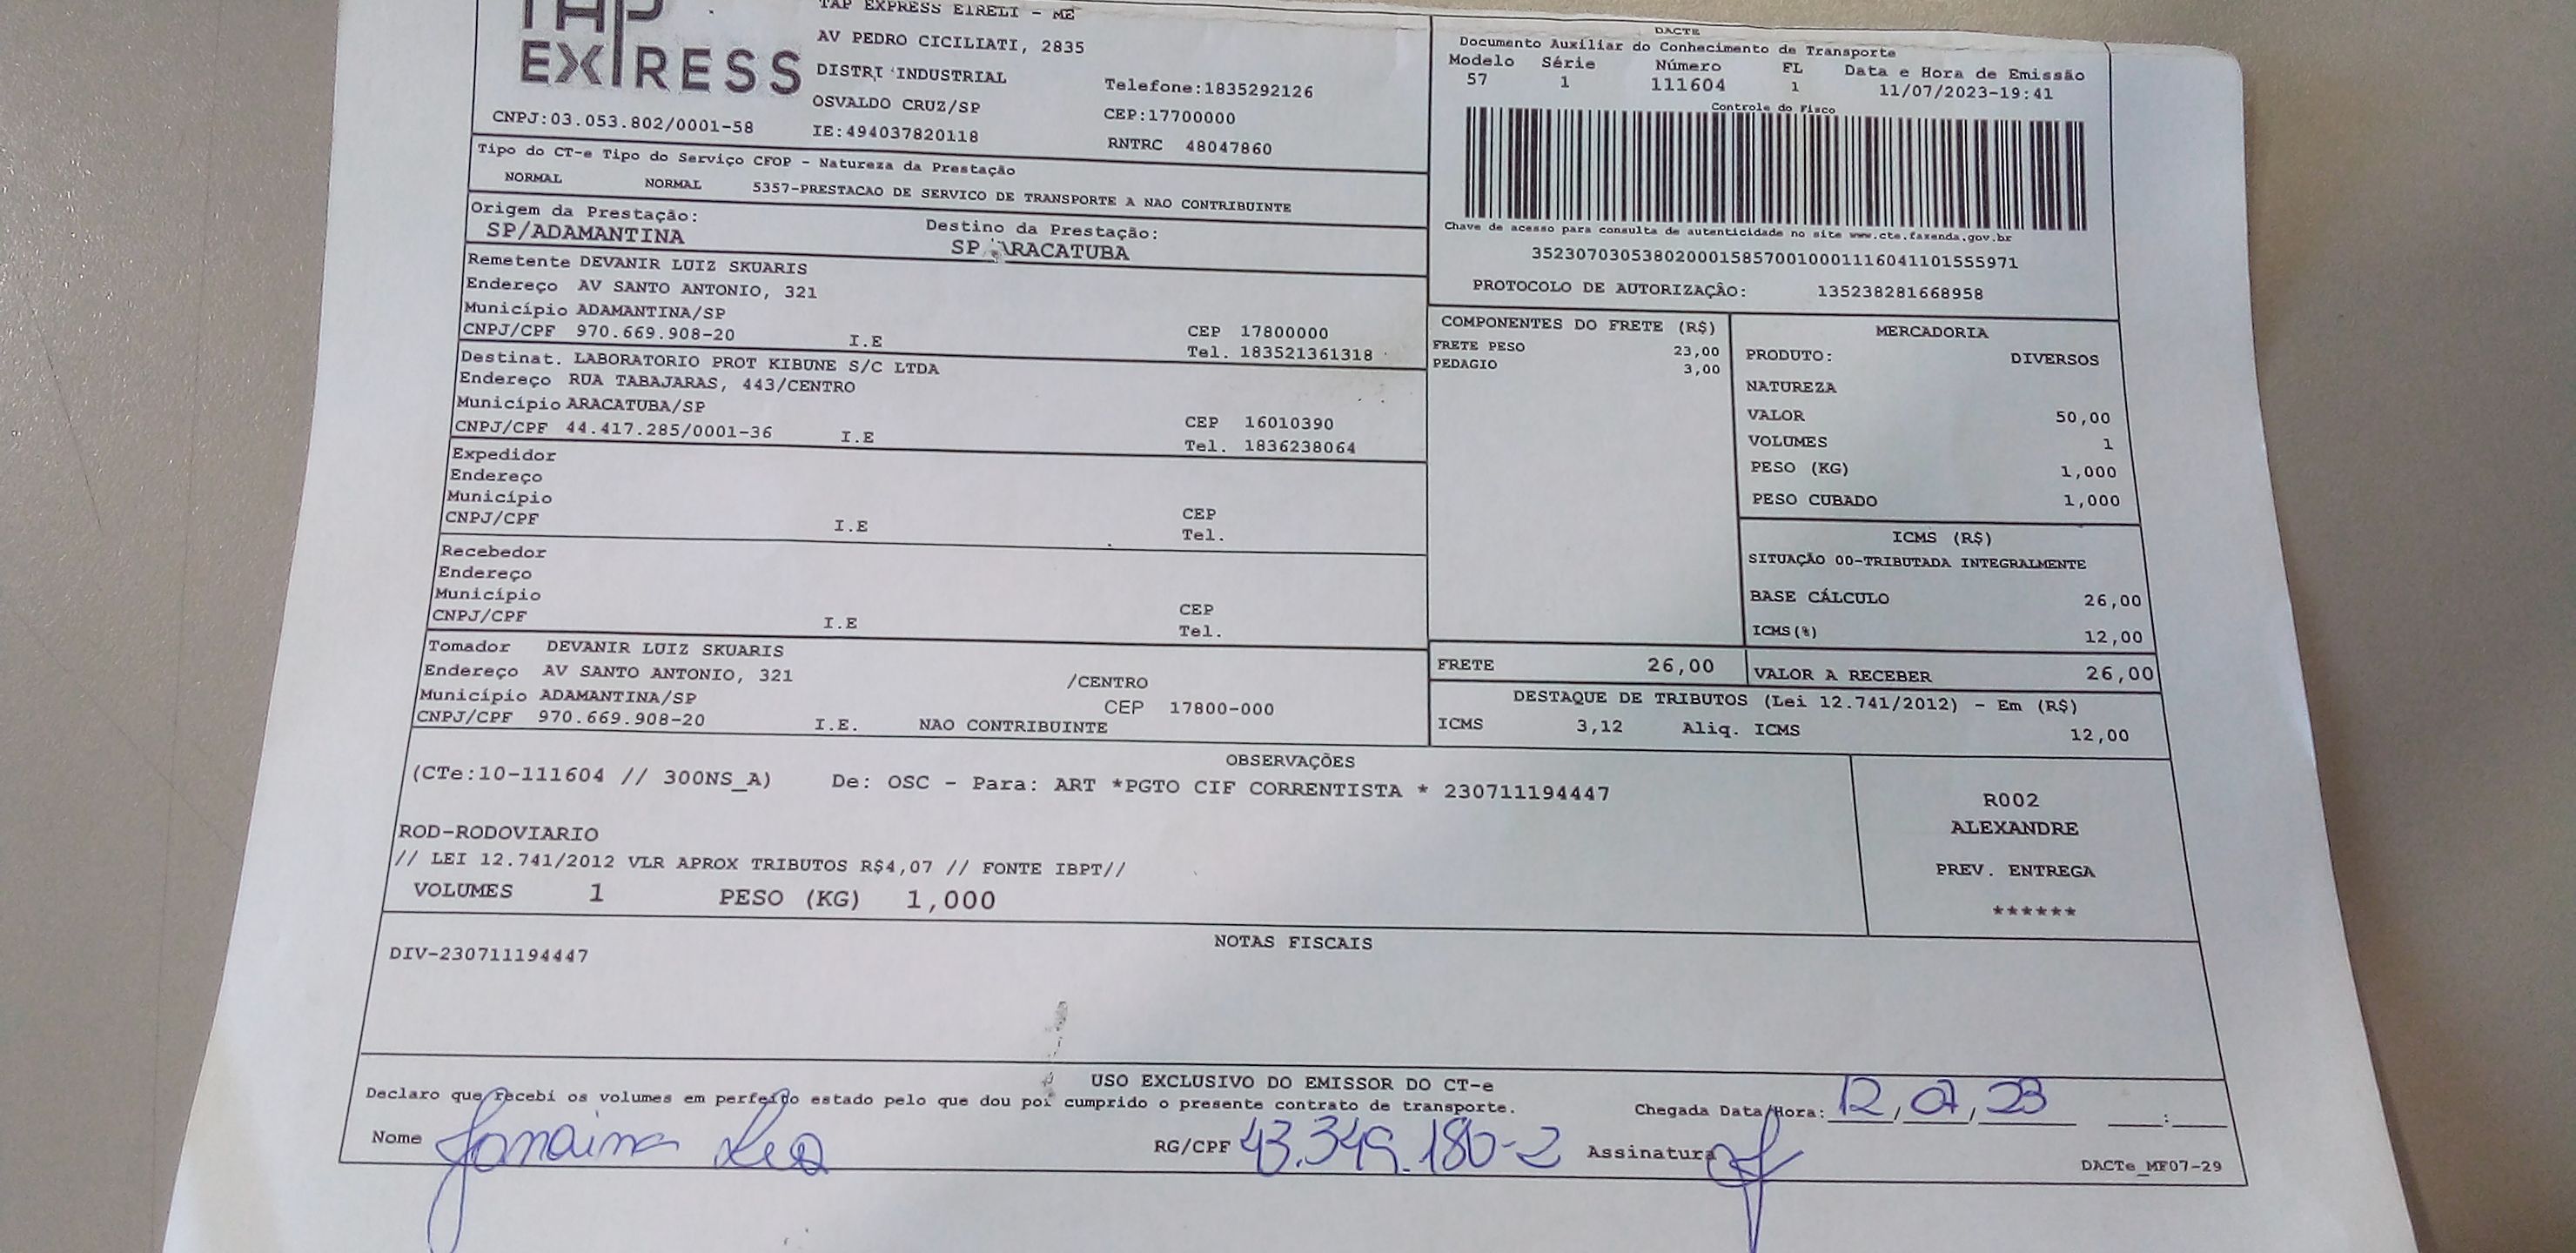 TAP
EXPRESS
TAP EXPRESS EIRELI - ME
AV PEDRO CICILIATI, 2835
DISTRI INDUSTRIAL Telefone:1835292126
OSVALDO CRUZ/SP CEP:17700000
CNPJ:03.053.802/0001-58 IE:494037820118 RNTRC 48047860
DACTE
Documento Auxiliar do Conhecimento de Transporte
Modelo Série Número FL Data e Hora de Emissão
57 1 111604 1 11/07/2023-19:41
Controle do Fisco
Chave de acesso para consulta de autenticidade no site www.cte.fazenda.gov.br
35230703053802000158570010001116041101555971
PROTOCOLO DE AUTORIZAÇÃO: 135238281668958
Tipo do CT-e Tipo do Serviço CFOP - Natureza da Prestação
NORMAL NORMAL 5357-PRESTACAO DE SERVICO DE TRANSPORTE A NAO CONTRIBUINTE
Origem da Prestação: Destino da Prestação:
SP/ADAMANTINA SP ARACATUBA
Remetente DEVANIR LUIZ SKUARIS
Endereço AV SANTO ANTONIO, 321
Município ADAMANTINA/SP CEP 17800000
CNPJ/CPF 970.669.908-20 I.E Tel. 183521361318
Destinat. LABORATORIO PROT KIBUNE S/C LTDA
Endereço RUA TABAJARAS, 443/CENTRO
Município ARACATUBA/SP CEP 16010390
CNPJ/CPF 44.417.285/0001-36 I.E Tel. 1836238064
Expedidor
Endereço
Município CEP
CNPJ/CPF I.E Tel.
Recebedor
Endereço
Município CEP
CNPJ/CPF I.E Tel.
Tomador DEVANIR LUIZ SKUARIS
Endereço AV SANTO ANTONIO, 321 /CENTRO
Município ADAMANTINA/SP CEP 17800-000
CNPJ/CPF 970.669.908-20 I.E. NAO CONTRIBUINTE
COMPONENTES DO FRETE (R$)
FRETE PESO 23,00
PEDAGIO 3,00
MERCADORIA
PRODUTO: DIVERSOS
NATUREZA
VALOR 50,00
VOLUMES 1
PESO (KG) 1,000
PESO CUBADO 1,000
ICMS (R$)
SITUAÇÃO 00-TRIBUTADA INTEGRALMENTE
BASE CÁLCULO 26,00
ICMS(%) 12,00
FRETE 26,00 VALOR A RECEBER 26,00
DESTAQUE DE TRIBUTOS (Lei 12.741/2012) - Em (R$)
ICMS 3,12 Aliq. ICMS 12,00
OBSERVAÇÕES
(CTe:10-111604 // 300NS_A) De: OSC - Para: ART *PGTO CIF CORRENTISTA * 230711194447
ROD-RODOVIARIO
// LEI 12.741/2012 VLR APROX TRIBUTOS R$4,07 // FONTE IBPT//
VOLUMES 1 PESO (KG) 1,000
R002
ALEXANDRE
PREV. ENTREGA
******
NOTAS FISCAIS
DIV-230711194447
USO EXCLUSIVO DO EMISSOR DO CT-e
Declaro que recebi os volumes em perfeito estado pelo que dou por cumprido o presente contrato de transporte. Chegada Data/Hora: 12/07/23 :
Nome Janaina RG/CPF 43.349.180-2 Assinatura
DACTe_MF07-29